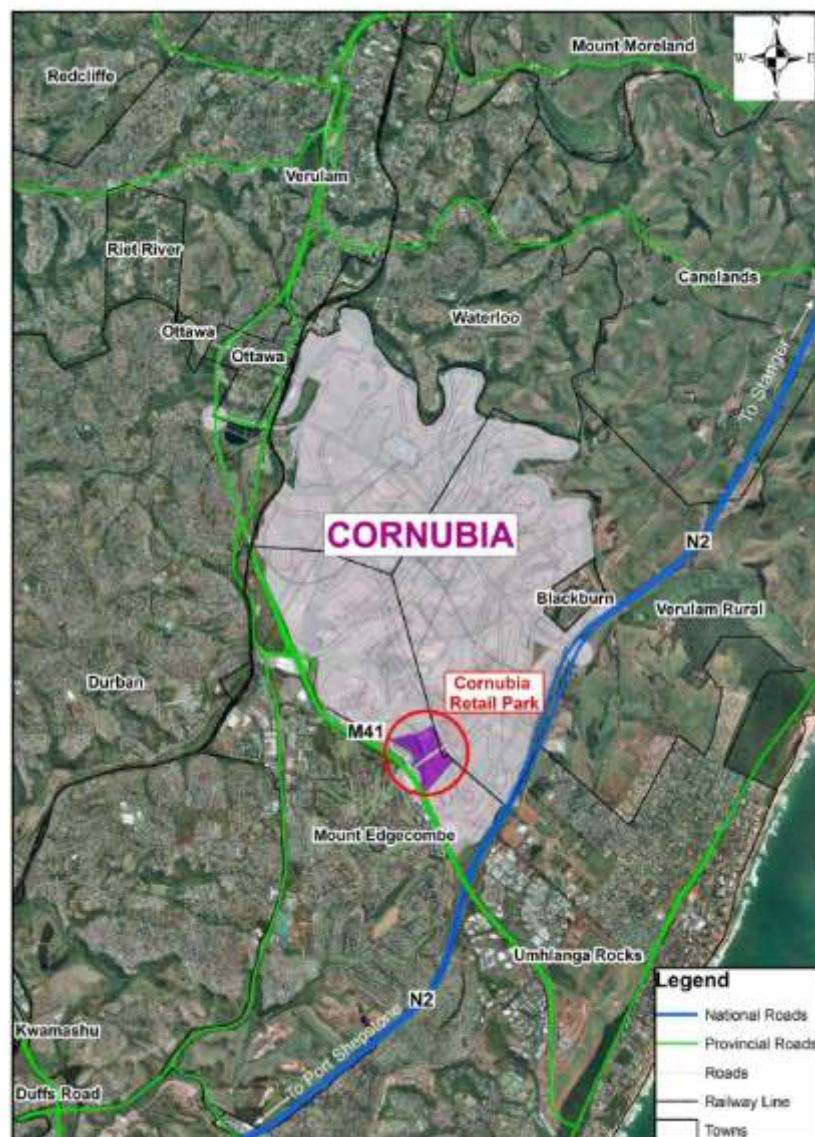 N
W
E
S
Mount Moreland
Redcliffe
Verulam
Riet River
Canelands
Waterloo
Ottawa
Ottawa
To Stanger
CORNUBIA
N2
Blackburn
Verulam Rural
Durban
Cornubia
Retail Park
M41
Mount Edgecombe
Umhlanga Rocks
N2
To Port Shepstone
Kwamashu
Duffs Road
Legend
National Roads
Provincial Roads
Roads
Railway Line
Towns